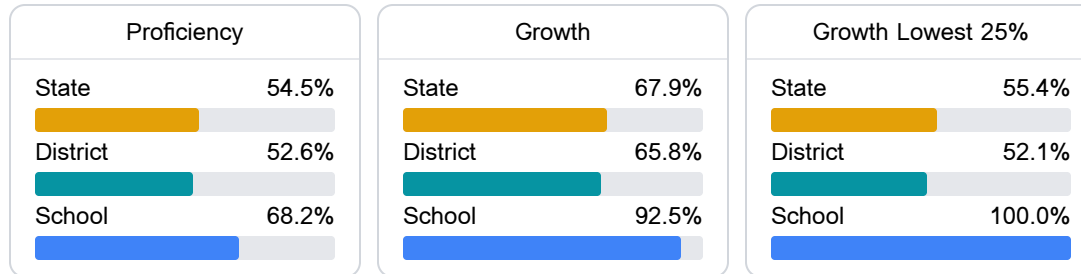 Proficiency
State 54.5%
District 52.6%
School 68.2%
Growth
State 67.9%
District 65.8%
School 92.5%
Growth Lowest 25%
State 55.4%
District 52.1%
School 100.0%